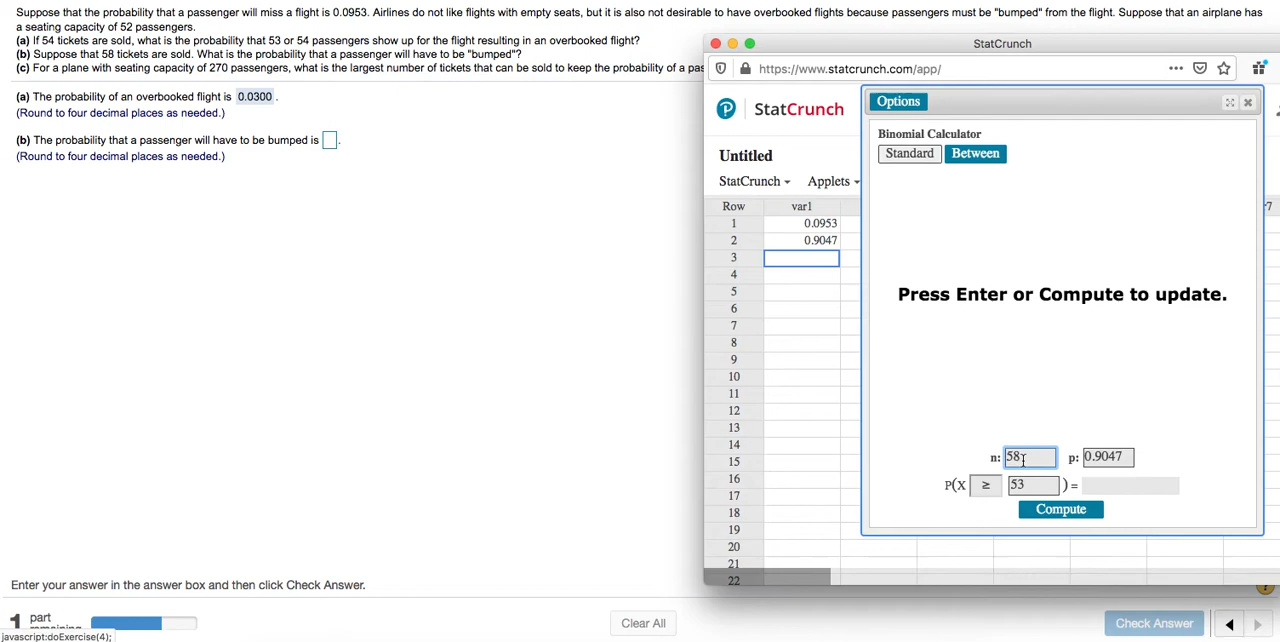 Suppose that the probability that a passenger will miss a flight is 0.0953. Airlines do not like flights with empty seats, but it is also not desirable to have overbooked flights because passengers must be "bumped" from the flight. Suppose that an airplane has
a seating capacity of 52 passengers.
(a) If 54 tickets are sold, what is the probability that 53 or 54 passengers show up for the flight resulting in an overbooked flight?
(b) Suppose that 58 tickets are sold. What is the probability that a passenger will have to be "bumped"?
(c) For a plane with seating capacity of 270 passengers, what is the largest number of tickets that can be sold to keep the probability of a pas
(a) The probability of an overbooked flight is 0.0300.
(Round to four decimal places as needed.)
(b) The probability that a passenger will have to be bumped is .
(Round to four decimal places as needed.)
Enter your answer in the answer box and then click Check Answer.
1 part
remaining
javascript:doExercise(4);
Clear All
Check Answer
StatCrunch
https://www.statcrunch.com/app/
StatCrunch
Untitled
StatCrunch Applets
Row var1
1 0.0953
2 0.9047
3
4
5
6
7
8
9
10
11
12
13
14
15
16
17
18
19
20
21
22
Options
Binomial Calculator
Standard Between
Press Enter or Compute to update.
n: 58 p: 0.9047
P(X ≥ 53 ) =
Compute